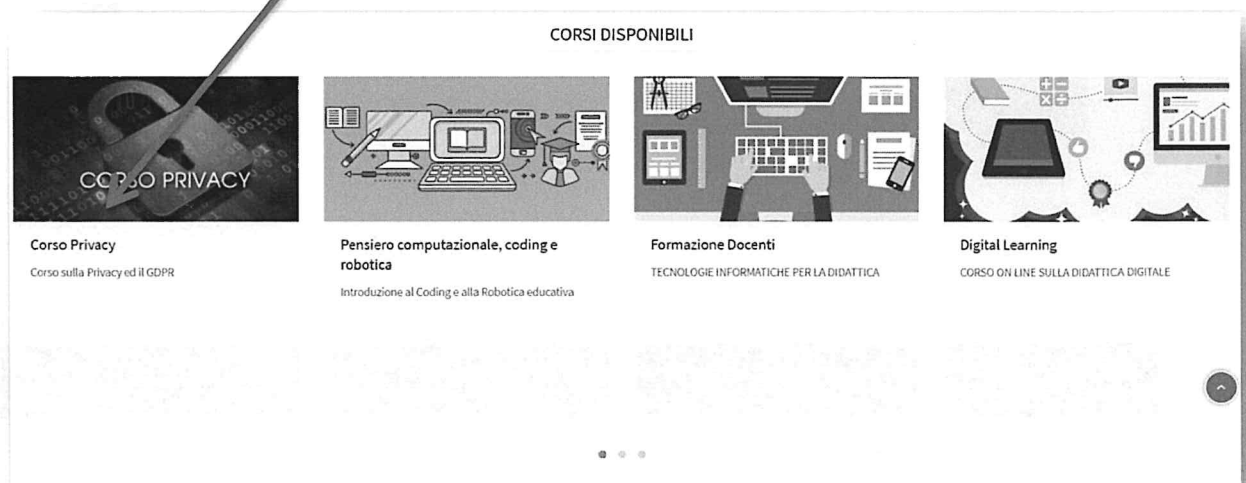 CORSI DISPONIBILI
CORSO PRIVACY
Corso Privacy
Corso sulla Privacy ed il GDPR
Pensiero computazionale, coding e
robotica
Introduzione al Coding e alla Robotica educativa
Formazione Docenti
TECNOLOGIE INFORMATICHE PER LA DIDATTICA
Digital Learning
CORSO ON LINE SULLA DIDATTICA DIGITALE